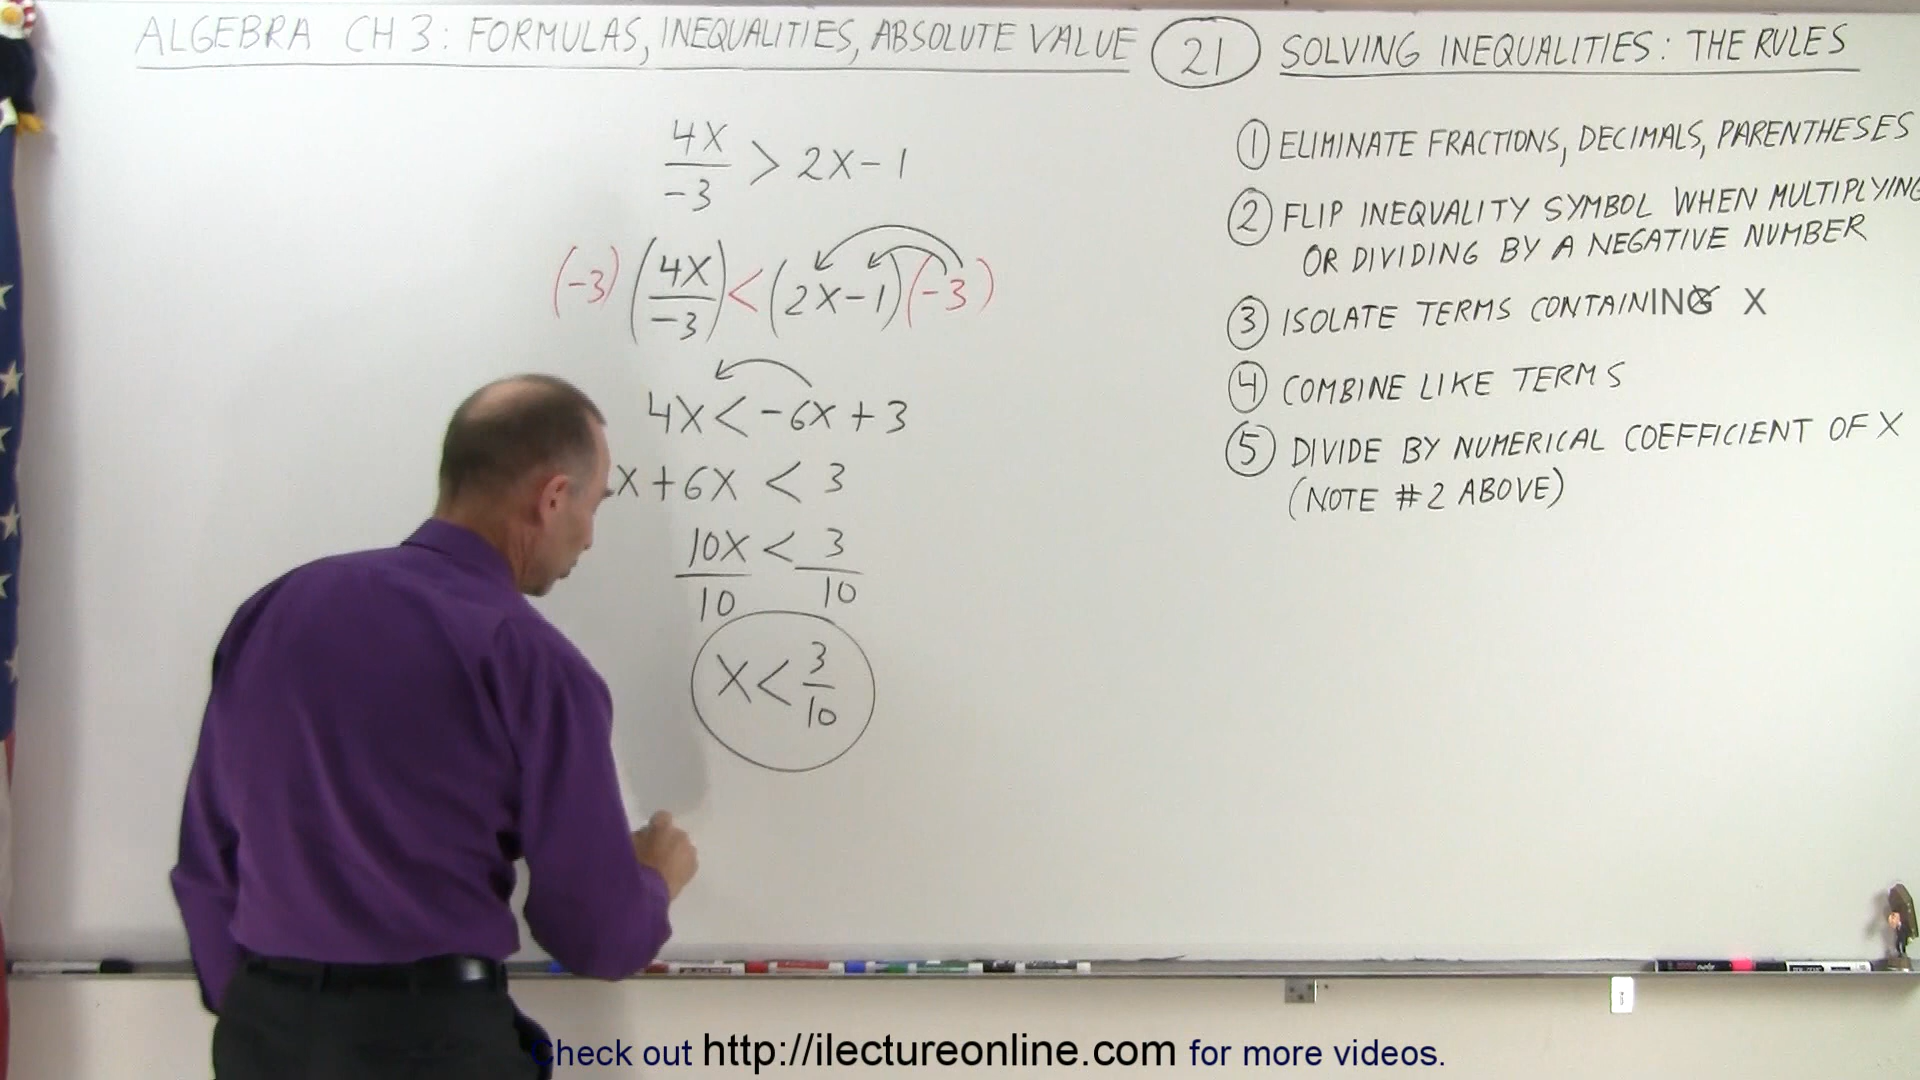 ALGEBRA CH 3: FORMULAS, INEQUALITIES, ABSOLUTE VALUE 21 SOLVING INEQUALITIES: THE RULES
4X/-3 > 2X-1
(-3) (4X/-3) < (2X-1) (-3)
4X < -6X + 3
X + 6X < 3
10X/10 < 3/10
X < 3/10
1 ELIMINATE FRACTIONS, DECIMALS, PARENTHESES
2 FLIP INEQUALITY SYMBOL WHEN MULTIPLYING
OR DIVIDING BY A NEGATIVE NUMBER
3 ISOLATE TERMS CONTAINING X
4 COMBINE LIKE TERMS
5 DIVIDE BY NUMERICAL COEFFICIENT OF X
(NOTE #2 ABOVE)
Check out http://ilectureonline.com for more videos.